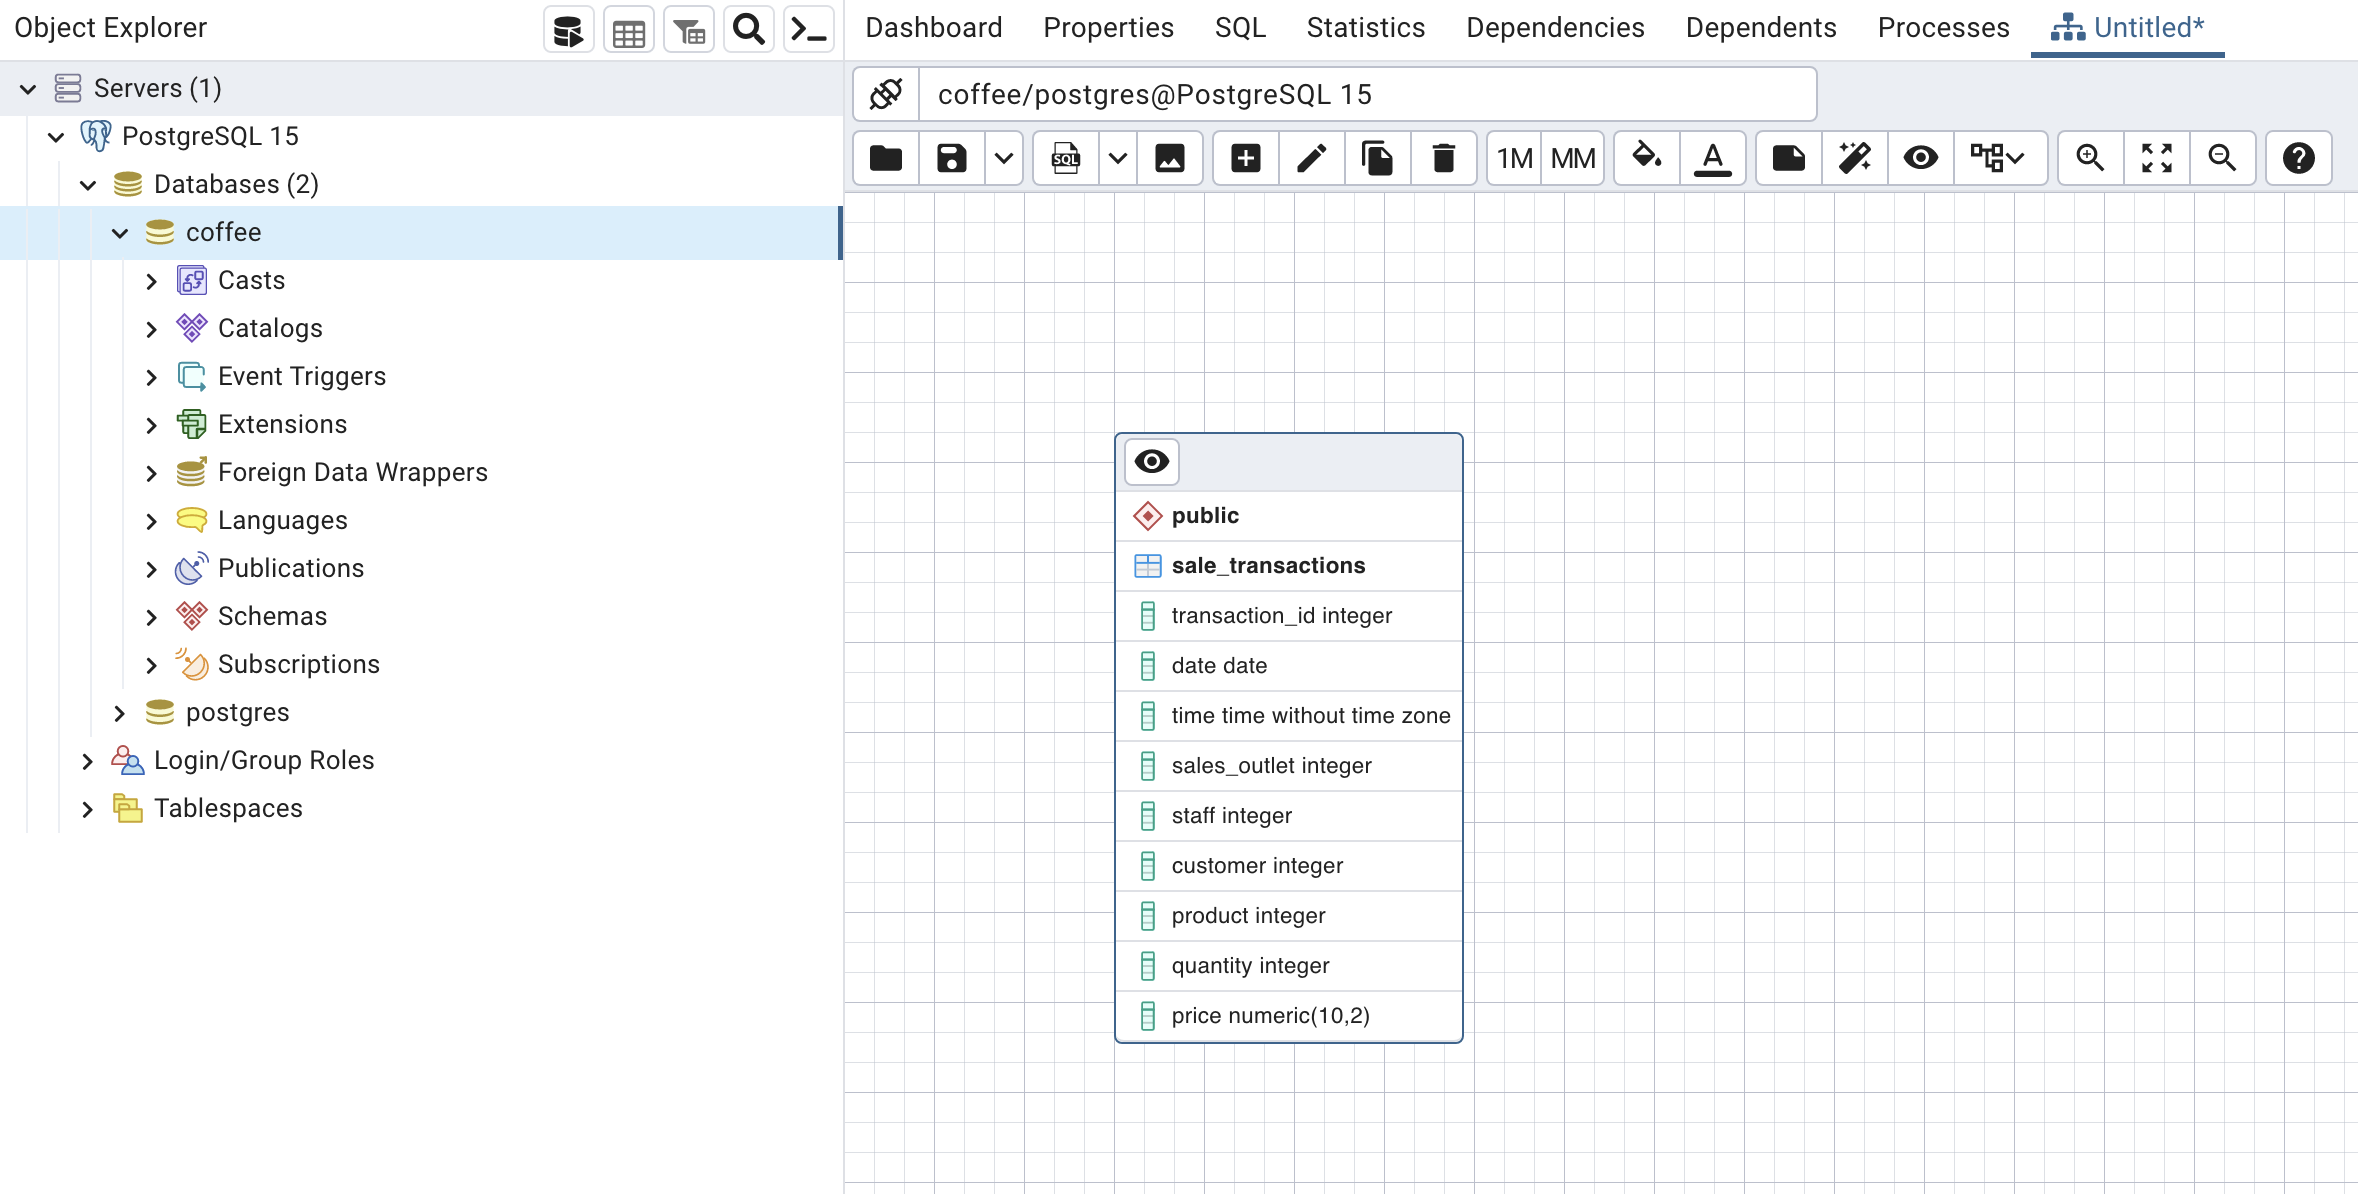 Object Explorer
Dashboard
Properties
SQL
Statistics
Dependencies
Dependents
Processes
Untitled*
Servers (1)
PostgreSQL 15
Databases (2)
coffee
Casts
Catalogs
Event Triggers
Extensions
Foreign Data Wrappers
Languages
Publications
Schemas
Subscriptions
postgres
Login/Group Roles
Tablespaces
coffee/postgres@PostgreSQL 15
SQL
1M
MM
A
public
sale_transactions
transaction_id integer
date date
time time without time zone
sales_outlet integer
staff integer
customer integer
product integer
quantity integer
price numeric(10,2)